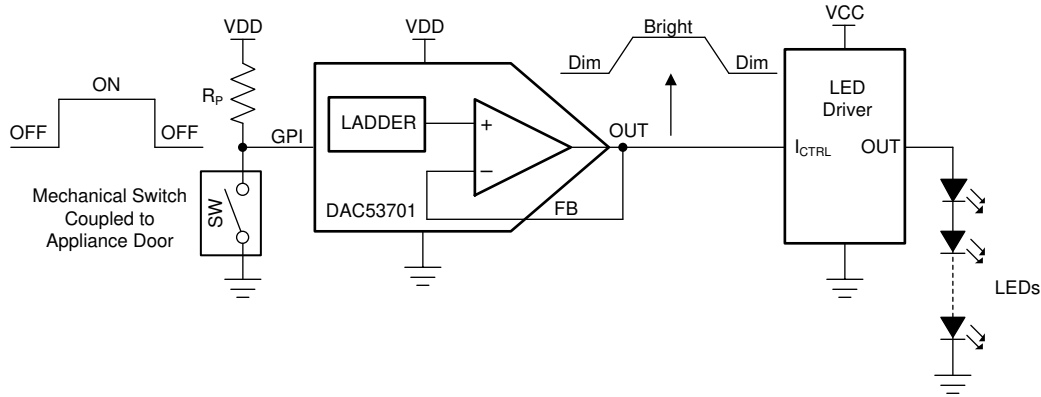 VDD
VDD
VCC
Bright
Dim
Dim
ON
OFF
OFF
RP
GPI
LADDER
+
−
OUT
LED
Driver
ICTRL
OUT
Mechanical Switch
Coupled to
Appliance Door
SW
DAC53701
FB
LEDs